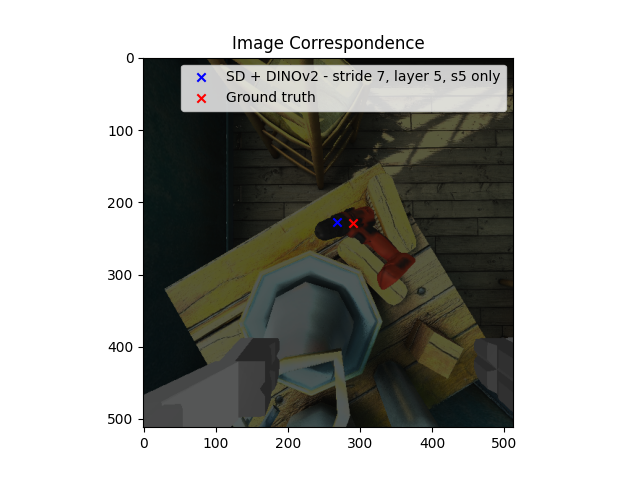 Image Correspondence
SD + DINOv2 - stride 7, layer 5, s5 only
Ground truth
0
100
200
300
400
500
0 100 200 300 400 500